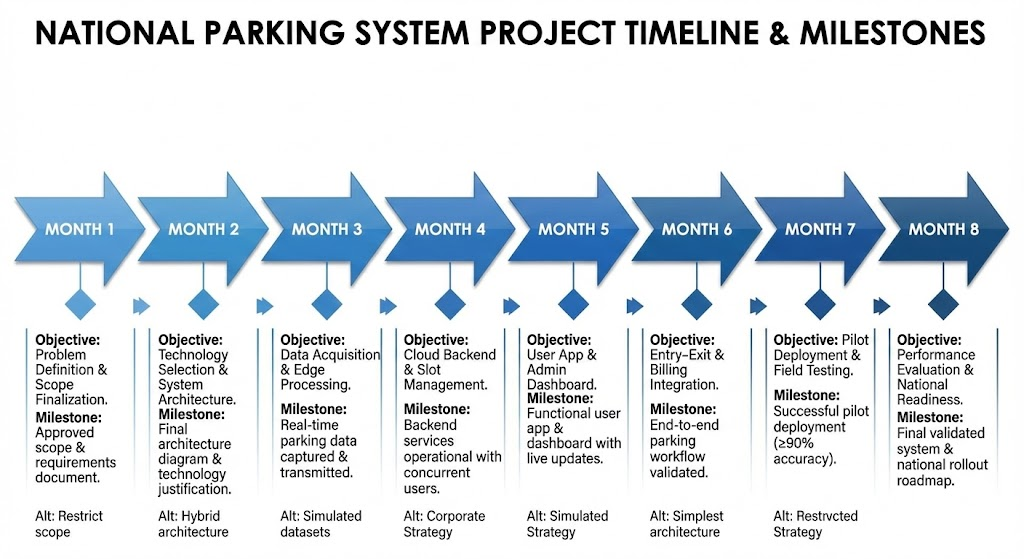 NATIONAL PARKING SYSTEM PROJECT TIMELINE & MILESTONES
MONTH 1
MONTH 2
MONTH 3
MONTH 4
MONTH 5
MONTH 6
MONTH 7
MONTH 8
Objective:
Problem
Definition &
Scope
Finalization.
Milestone:
Approved
scope &
requirements
document.
Alt: Restrict
scope
Objective:
Technology
Selection &
System
Architecture.
Milestone:
Final
architecture
diagram &
technology
justification.
Alt: Hybrid
architecture
Objective:
Data Acquisition
& Edge
Processing.
Milestone:
Real-time
parking data
captured &
transmitted.
Alt: Simulated
datasets
Objective:
Cloud Backend
& Slot
Management.
Milestone:
Backend
services
operational with
concurrent
users.
Alt: Corporate
Strategy
Objective:
User App &
Admin
Dashboard.
Milestone:
Functional user
app &
dashboard with
live updates.
Alt: Simulated
Strategy
Objective:
Entry–Exit &
Billing
Integration.
Milestone:
End-to-end
parking
workflow
validated.
Alt: Simplest
architecture
Objective: Pilot
Deployment &
Field Testing.
Milestone:
Successful pilot
deployment
(≥90%
accuracy).
Alt: Restrvcted
Strategy
Objective:
Performance
Evaluation &
National
Readiness.
Milestone:
Final validated
system &
national rollout
roadmap.